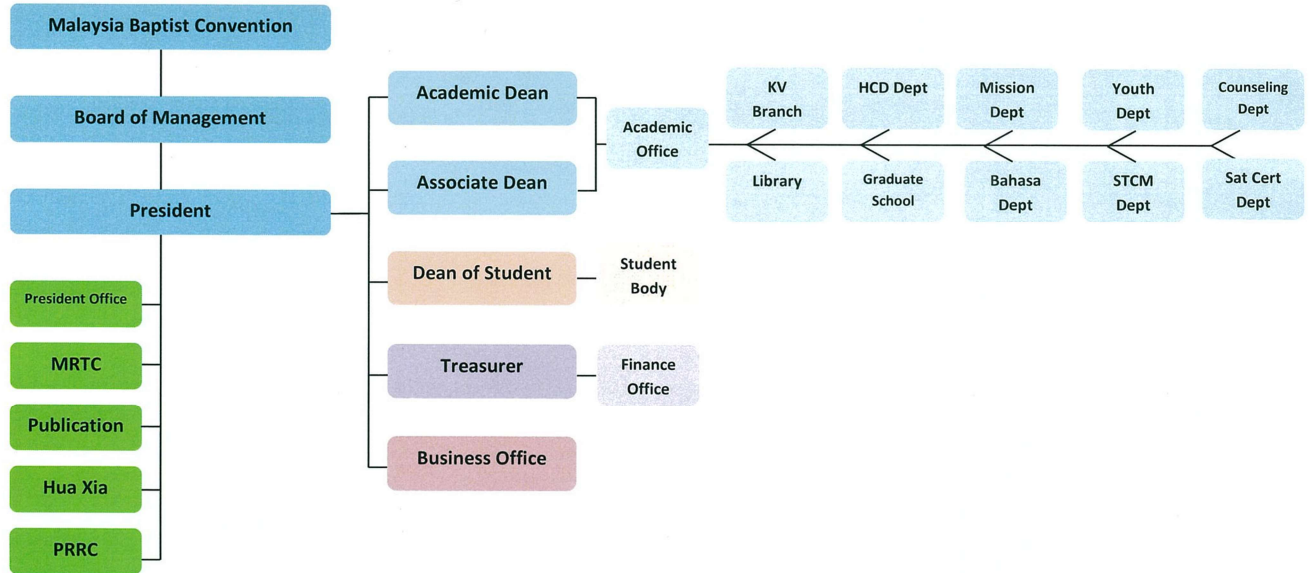 Malaysia Baptist Convention
Board of Management
President
President Office
MRTC
Publication
Hua Xia
PRRC
Academic Dean
Associate Dean
Dean of Student
Treasurer
Business Office
Academic
Office
Student
Body
Finance
Office
KV
Branch
HCD Dept
Mission
Dept
Youth
Dept
Counseling
Dept
Library
Graduate
School
Bahasa
Dept
STCM
Dept
Sat Cert
Dept